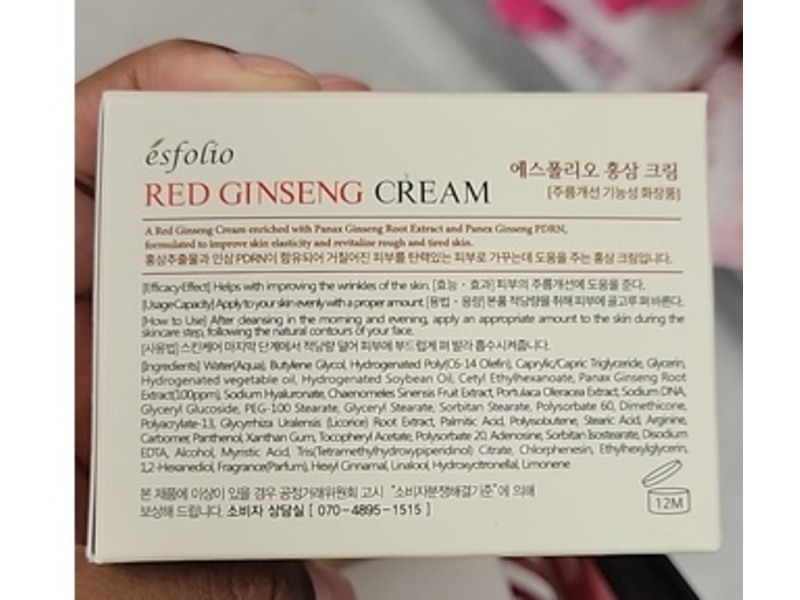 ésfolio
RED GINSENG CREAM
에스폴리오 홍삼 크림
[주름개선 기능성 화장품]
A Red Ginseng Cream enriched with Panax Ginseng Root Extract and Panex Ginseng PDRN,
formulated to improve skin elasticity and revitalize rough and tired skin.
홍삼추출물과 인삼 PDRN이 함유되어 거칠어진 피부를 탄력있는 피부로 가꾸는데 도움을 주는 홍삼 크림입니다.
[Efficacy·Effect] Helps with improving the wrinkles of the skin. [효능·효과] 피부의 주름개선에 도움을 준다.
[Usage·Capacity] Apply to your skin evenly with a proper amount. [용법·용량] 본품 적당량을 취해 피부에 골고루 펴 바른다.
[How to Use] After cleansing in the morning and evening, apply an appropriate amount to the skin during the
skincare step, following the natural contours of your face.
[사용법] 스킨케어 마지막 단계에서 적당량 덜어 피부에 부드럽게 펴 발라 흡수시켜줍니다.
[Ingredients] Water(Aqua), Butylene Glycol, Hydrogenated Poly(C6-14 Olefin), Caprylic/Capric Triglyceride, Glycerin,
Hydrogenated vegetable oil, Hydrogenated Soybean Oil, Cetyl Ethylhexanoate, Panax Ginseng Root
Extract(100ppm), Sodium Hyaluronate, Chaenomeles Sinensis Fruit Extract, Portulaca Oleracea Extract, Sodium DNA,
Glyceryl Glucoside, PEG-100 Stearate, Glyceryl Stearate, Sorbitan Stearate, Polysorbate 60, Dimethicone,
Polyacrylate-13, Glycyrrhiza Uralensis (Licorice) Root Extract, Palmitic Acid, Polyisobutene, Stearic Acid, Arginine,
Carbomer, Panthenol, Xanthan Gum, Tocopheryl Acetate, Polysorbate 20, Adenosine, Sorbitan Isostearate, Disodium
EDTA, Alcohol, Myristic Acid, Tris(Tetramethylhydroxypiperidinol) Citrate, Chlorphenesin, Ethylhexylglycerin,
1,2-Hexanediol, Fragrance(Parfum), Hexyl Cinnamal, Linalool, Hydroxycitronellal, Limonene
본 제품에 이상이 있을 경우 공정거래위원회 고시 "소비자분쟁해결기준"에 의해
보상해 드립니다. 소비자 상담실 [ 070-4895-1515 ]
12M